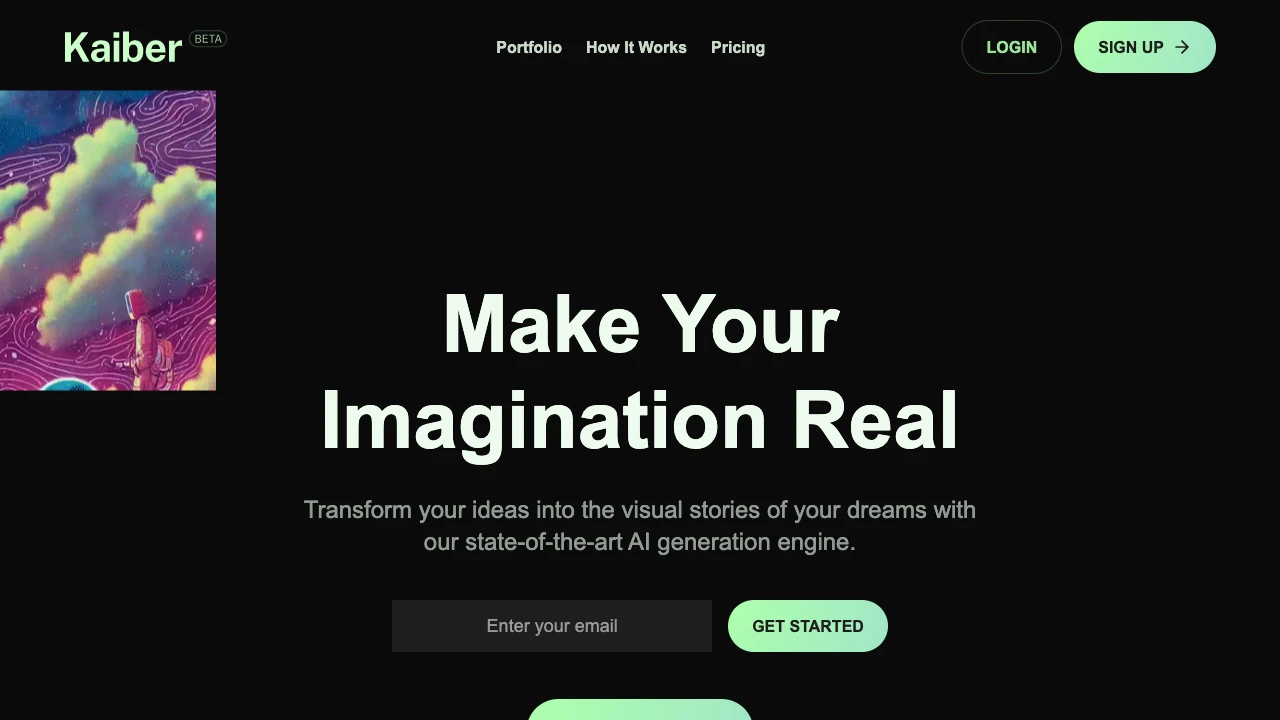 Kaiber BETA
Portfolio How It Works Pricing
LOGIN
SIGN UP
Make Your
Imagination Real
Transform your ideas into the visual stories of your dreams with
our state-of-the-art AI generation engine.
Enter your email
GET STARTED